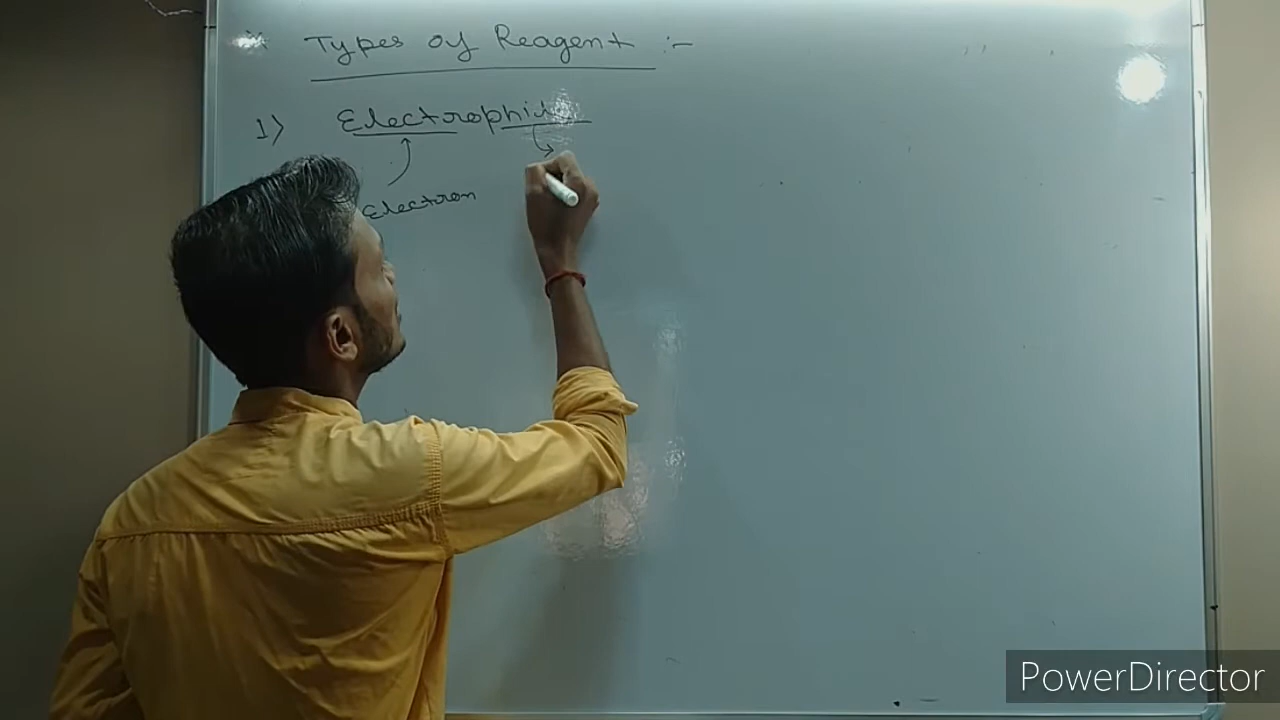 * Types of Reagent :-
1) Electrophile
Electron
PowerDirector